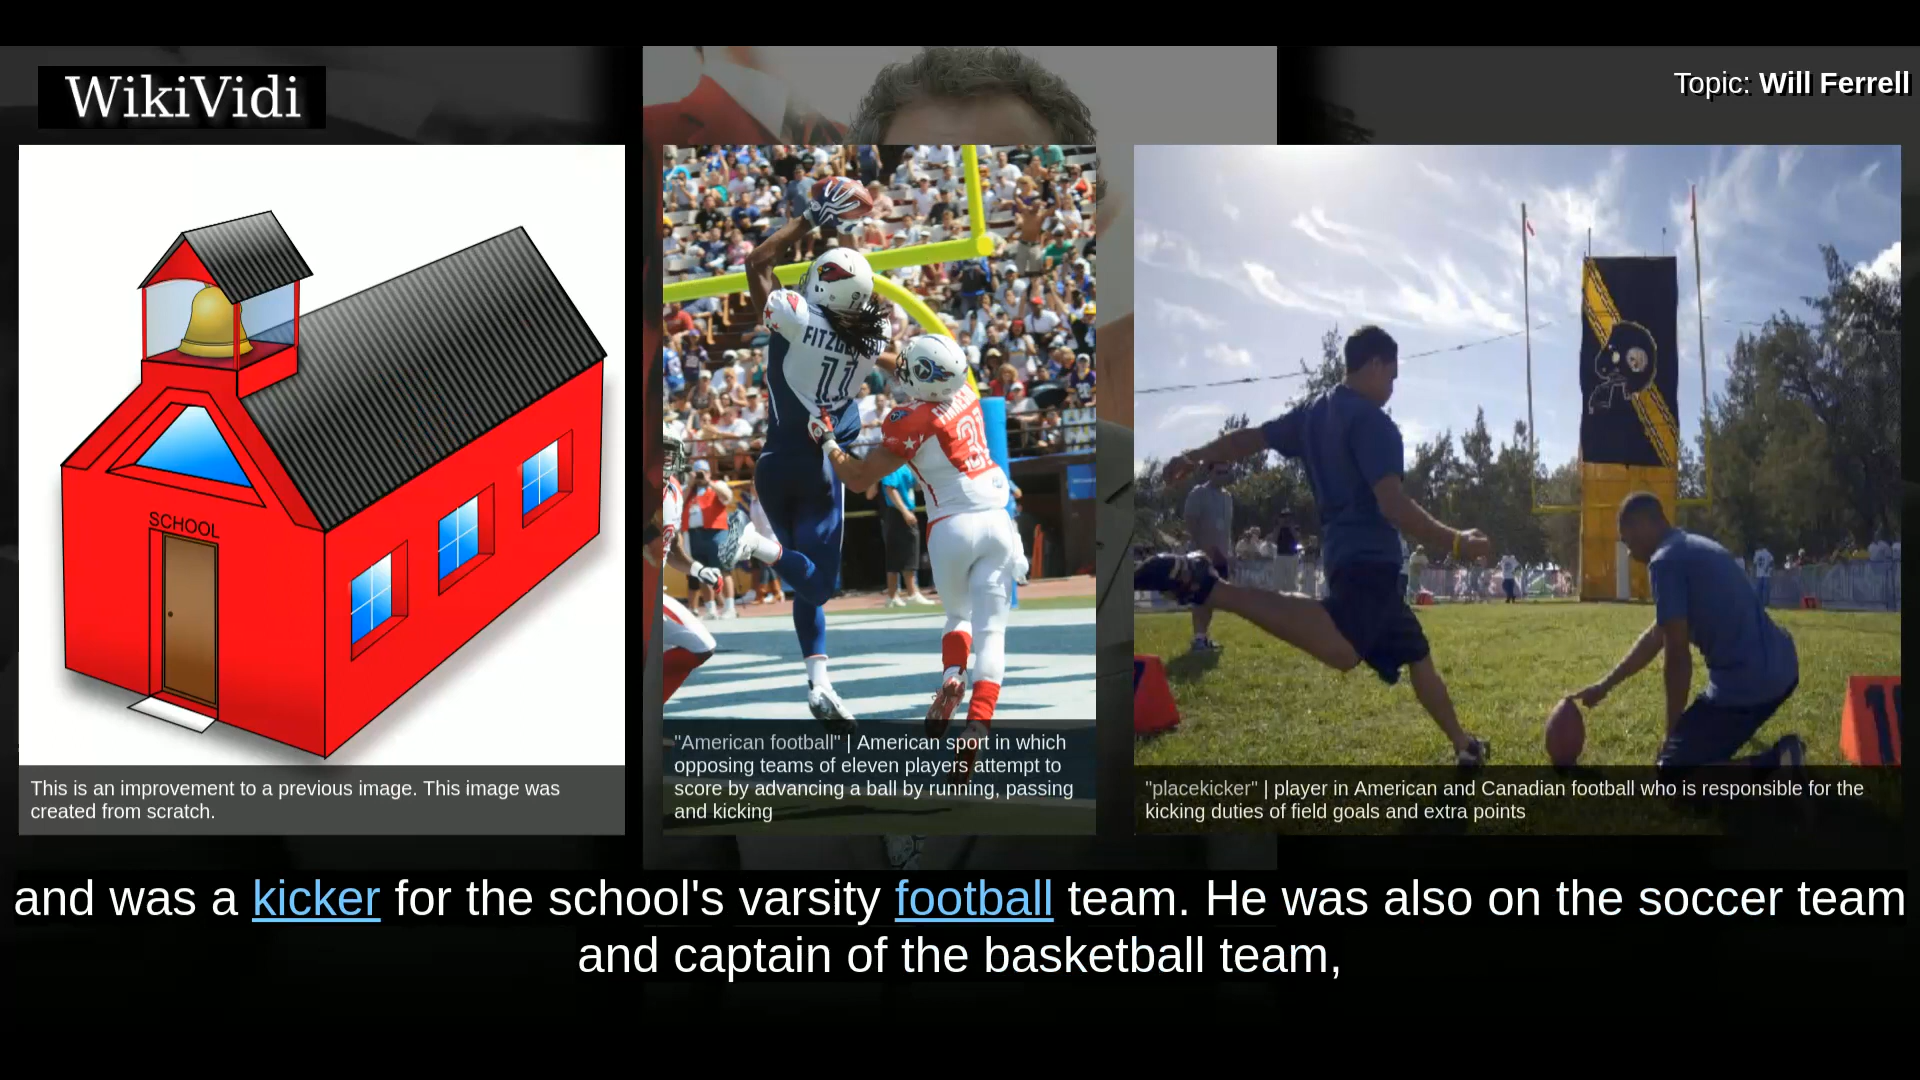 WikiVidi
Topic: Will Ferrell
SCHOOL
This is an improvement to a previous image. This image was
created from scratch.
11
31
"American football" | American sport in which
opposing teams of eleven players attempt to
score by advancing a ball by running, passing
and kicking
"placekicker" | player in American and Canadian football who is responsible for the
kicking duties of field goals and extra points
and was a kicker for the school's varsity football team. He was also on the soccer team
and captain of the basketball team,